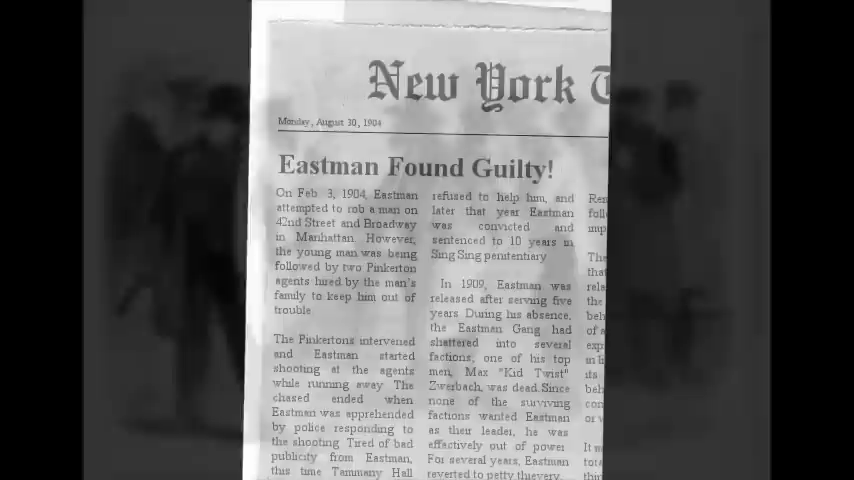 New York
Monday, August 30, 1904
Eastman Found Guilty!
On Feb. 3, 1904, Eastman
attempted to rob a man on
42nd Street and Broadway
in Manhattan. However,
the young man was being
followed by two Pinkerton
agents hired by the man's
family to keep him out of
trouble
The Pinkertons intervened
and Eastman started
shooting at the agents
while running away. The
chased ended when
Eastman was apprehended
by police responding to
the shooting. Tired of bad
publicity from Eastman,
this time Tammany Hall
refused to help him, and
later that year Eastman
was convicted and
sentenced to 10 years in
Sing Sing penitentiary
In 1909, Eastman was
released after serving five
years. During his absence,
the Eastman Gang had
shattered into several
factions; one of his top
men, Max "Kid Twist"
Zwerbach, was dead. Since
none of the surviving
factions wanted Eastman
as their leader, he was
effectively out of power.
For several years, Eastman
reverted to petty thievery,